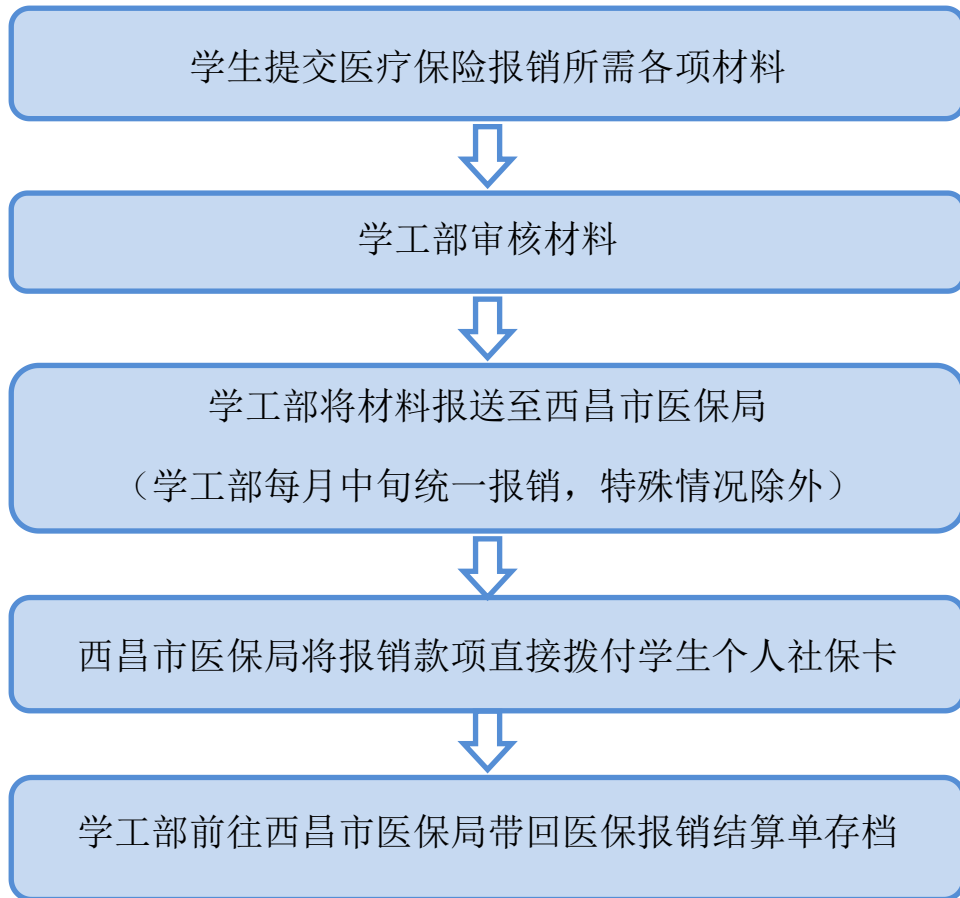 学生提交医疗保险报销所需各项材料
学工部审核材料
学工部将材料报送至西昌市医保局
（学工部每月中旬统一报销，特殊情况除外）
西昌市医保局将报销款项直接拨付学生个人社保卡
学工部前往西昌市医保局带回医保报销结算单存档